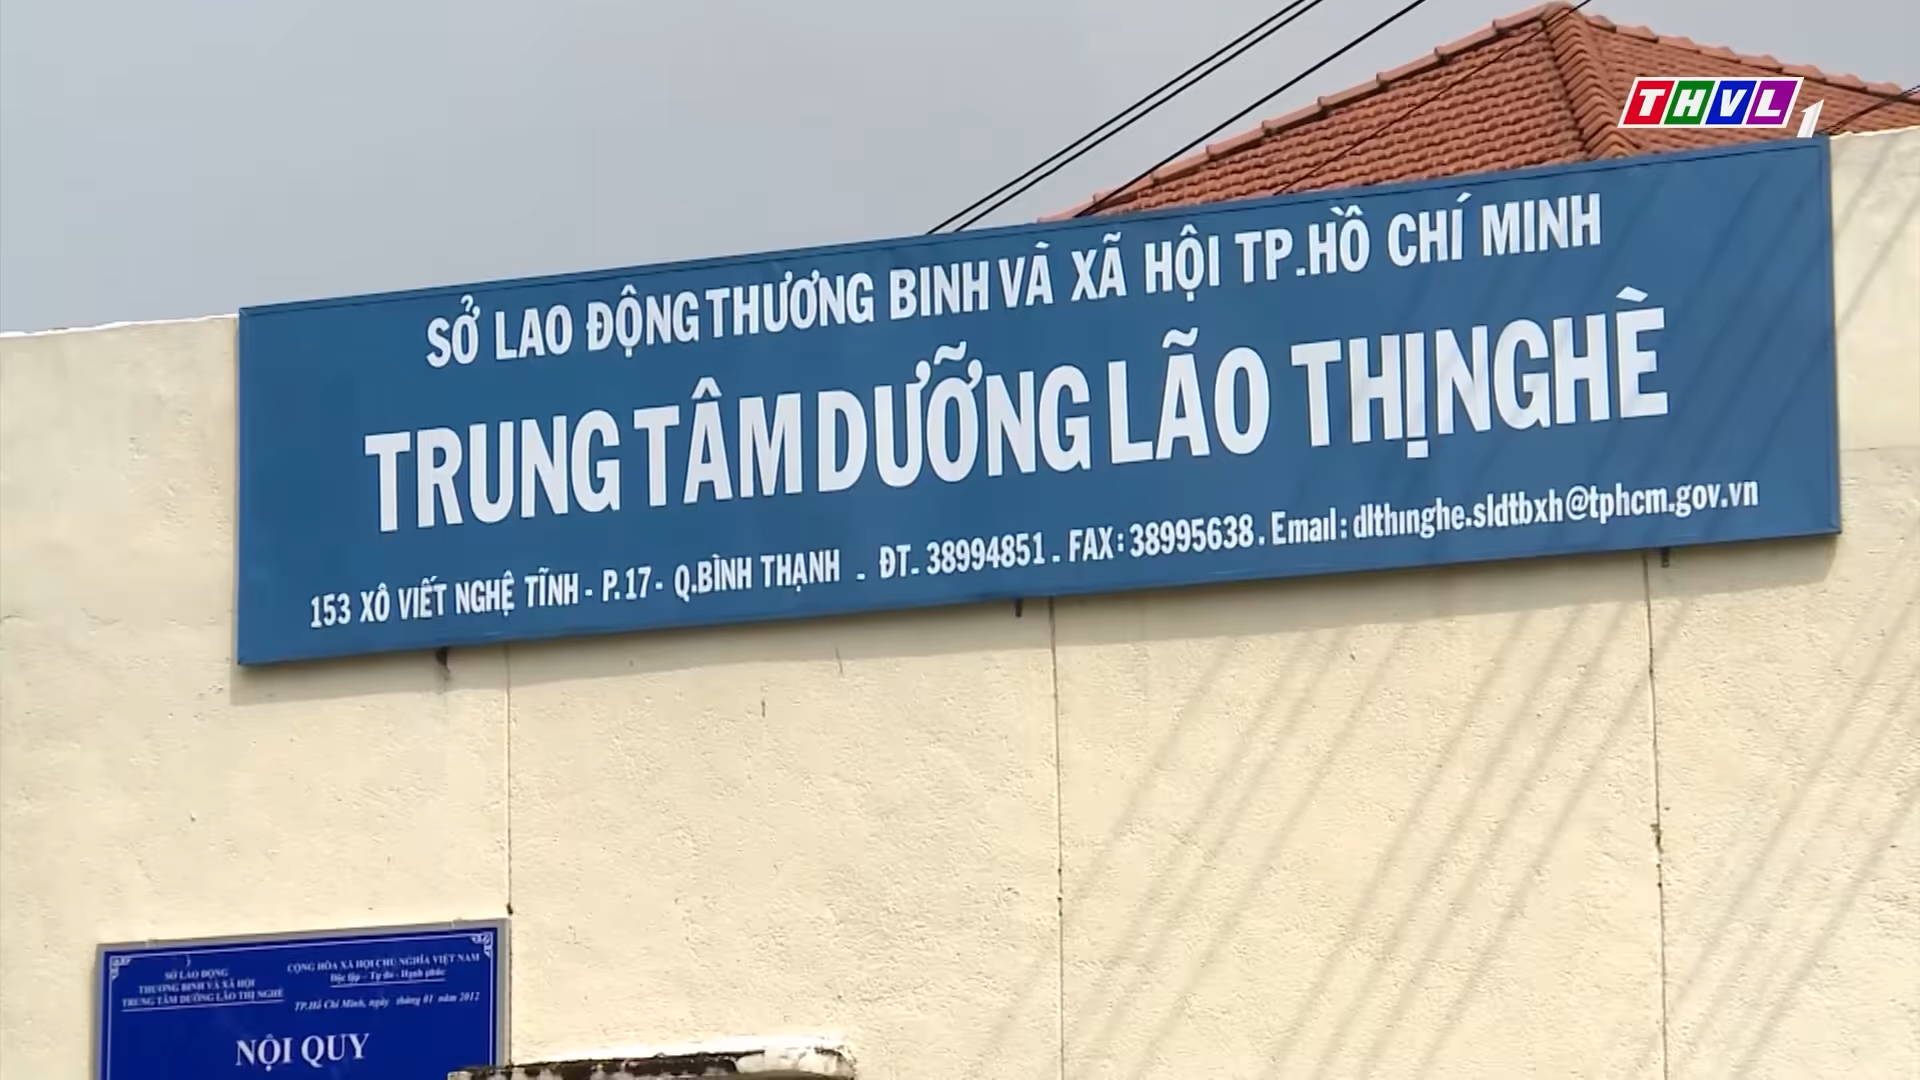 THVL1
SỞ LAO ĐỘNG THƯƠNG BINH VÀ XÃ HỘI TP.HỒ CHÍ MINH
TRUNG TÂM DƯỠNG LÃO THỊ NGHÈ
153 XÔ VIẾT NGHỆ TĨNH - P.17 - Q.BÌNH THẠNH . ĐT. 38994851 . FAX: 38995638 . Email: dlthinghe.sldtbxh@tphcm.gov.vn
SỞ LAO ĐỘNG
THƯƠNG BINH VÀ XÃ HỘI
TRUNG TÂM DƯỠNG LÃO THỊ NGHÈ
CỘNG HÒA XÃ HỘI CHỦ NGHĨA VIỆT NAM
Độc lập - Tự do - Hạnh phúc
TP.Hồ Chí Minh, ngày tháng 01 năm 2012
NỘI QUY